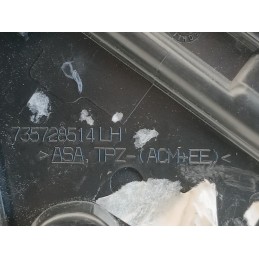 735728514 LH
>ASA, TPZ-(ACM+EE)<